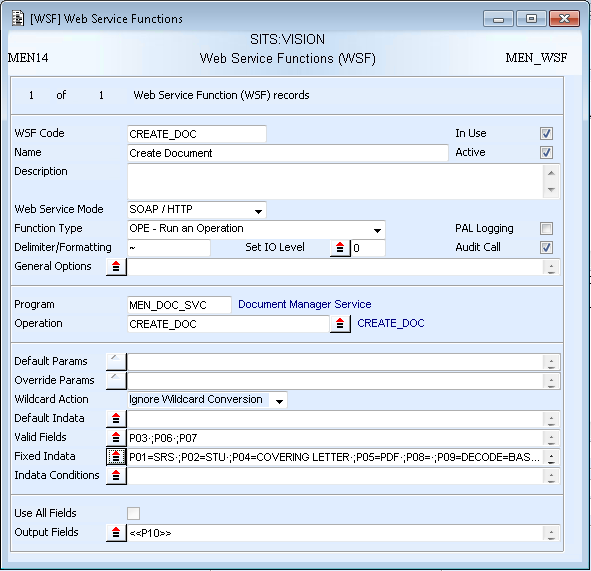 [WSF] Web Service Functions
SITS:VISION
MEN14 Web Service Functions (WSF) MEN_WSF
1 of 1 Web Service Function (WSF) records
WSF Code CREATE_DOC In Use
Name Create Document Active
Description
Web Service Mode SOAP / HTTP
Function Type OPE - Run an Operation PAL Logging
Delimiter/Formatting ~ Set IO Level 0 Audit Call
General Options
Program MEN_DOC_SVC Document Manager Service
Operation CREATE_DOC CREATE_DOC
Default Params
Override Params
Wildcard Action Ignore Wildcard Conversion
Default Indata
Valid Fields P03·;P06·;P07
Fixed Indata P01=SRS·;P02=STU·;P04=COVERING LETTER·;P05=PDF·;P08=·;P09=DECODE=BAS...
Indata Conditions
Use All Fields
Output Fields <<P10>>